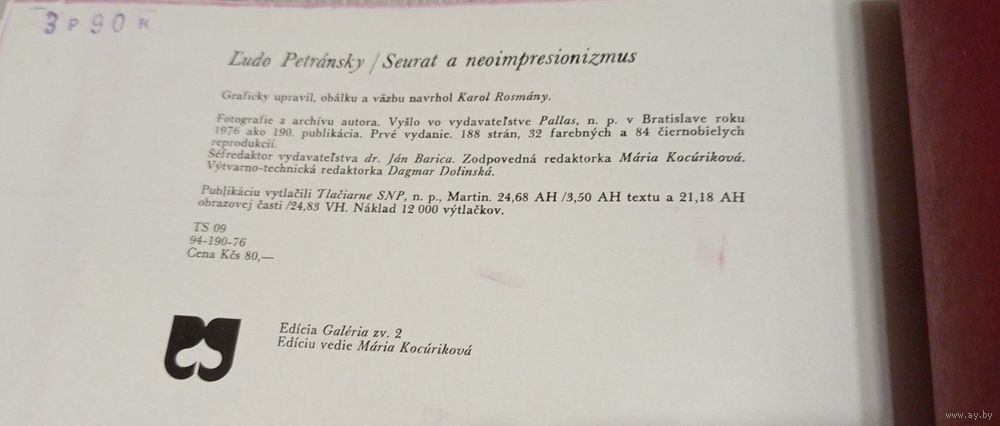 3 р 90 к
Ľudo Petránsky / Seurat a neoimpresionizmus
Graficky upravil, obálku a väzbu navrhol Karol Rosmány.
Fotografie z archívu autora. Vyšlo vo vydavateľstve Pallas, n. p. v Bratislave roku
1976 ako 190. publikácia. Prvé vydanie. 188 strán, 32 farebných a 84 čiernobielych
reprodukcií.
Šéfredaktor vydavateľstva dr. Ján Barica. Zodpovedná redaktorka Mária Kocúriková.
Výtvarno-technická redaktorka Dagmar Dolinská.
Publikáciu vytlačili Tlačiarne SNP, n. p., Martin. 24,68 AH /3,50 AH textu a 21,18 AH
obrazovej časti /24,83 VH. Náklad 12 000 výtlačkov.
TS 09
94-190-76
Cena Kčs 80,—
Edícia Galéria zv. 2
Edíciu vedie Mária Kocúriková
www.ay.by